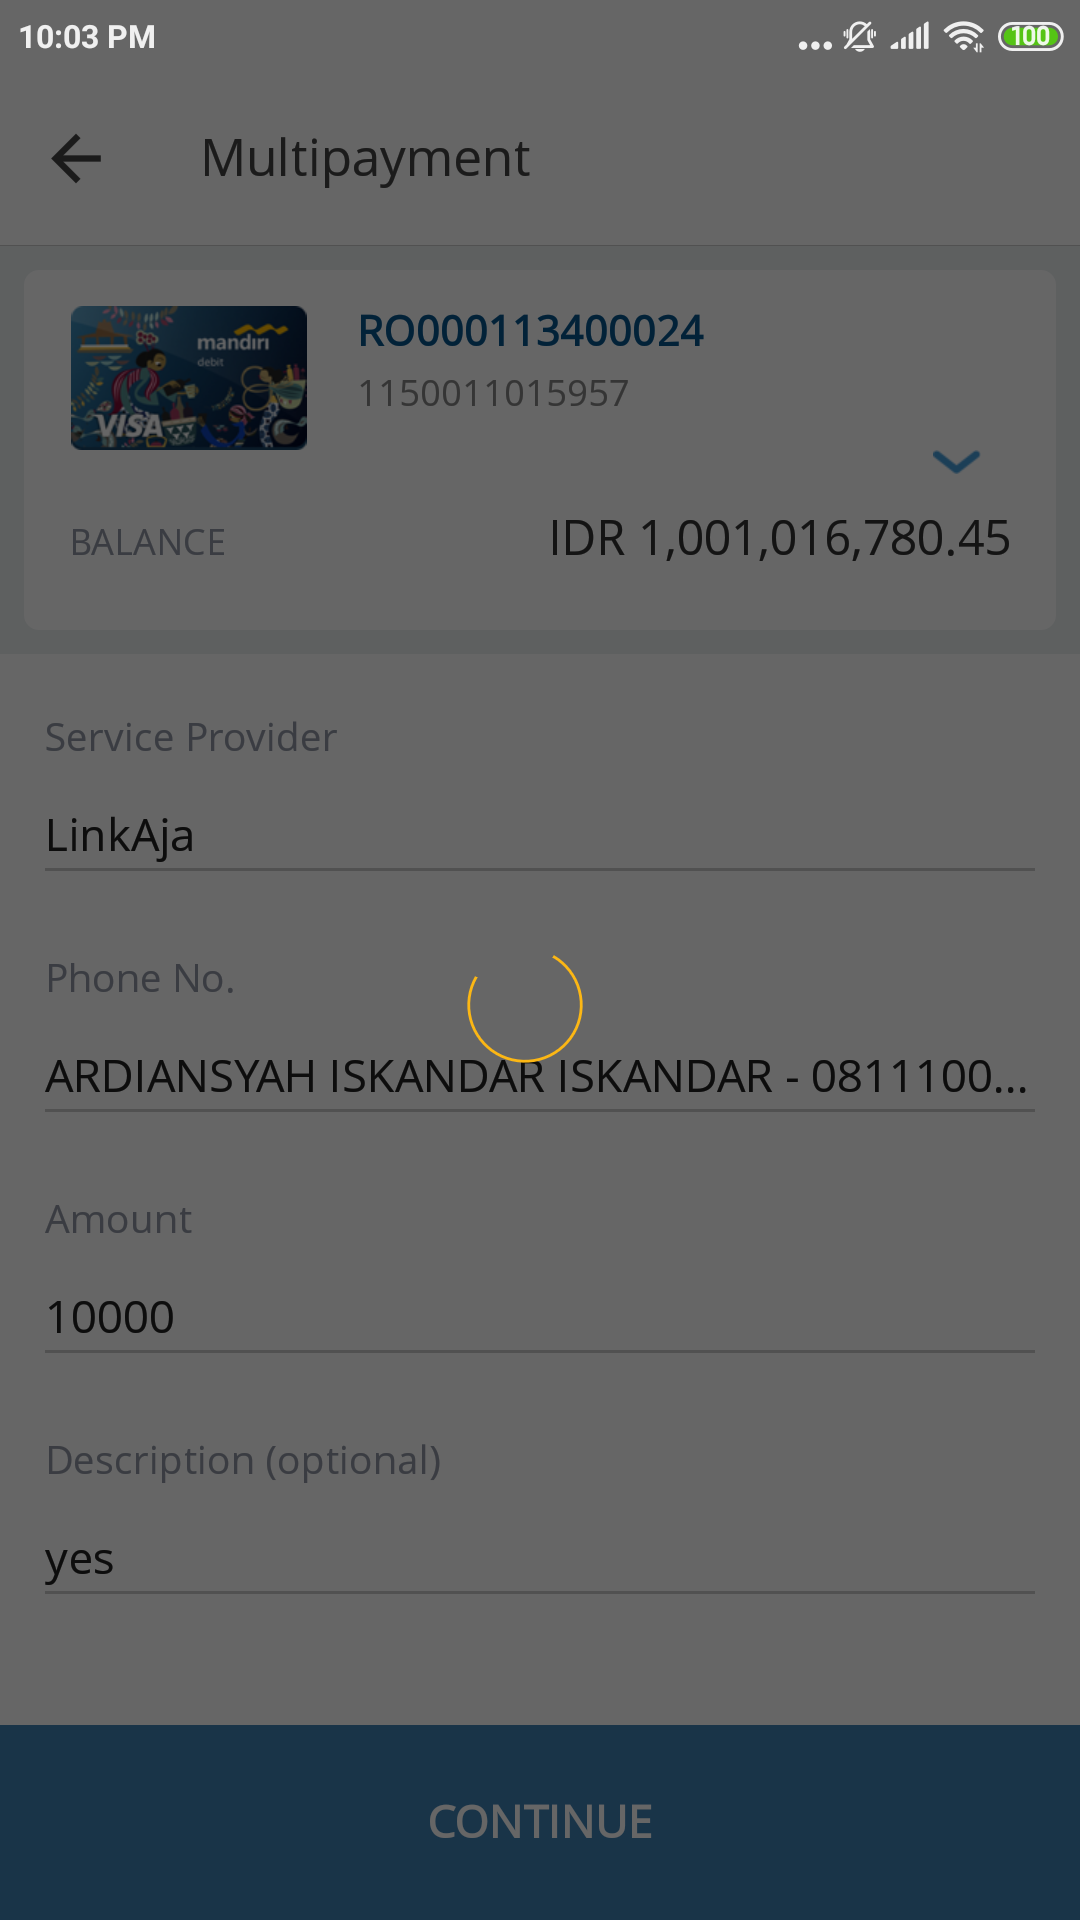 10:03 PM
100
Multipayment
mandiri
debit
VISA
RO000113400024
1150011015957
BALANCE
IDR 1,001,016,780.45
Service Provider
LinkAja
Phone No.
ARDIANSYAH ISKANDAR ISKANDAR - 0811100...
Amount
10000
Description (optional)
yes
CONTINUE